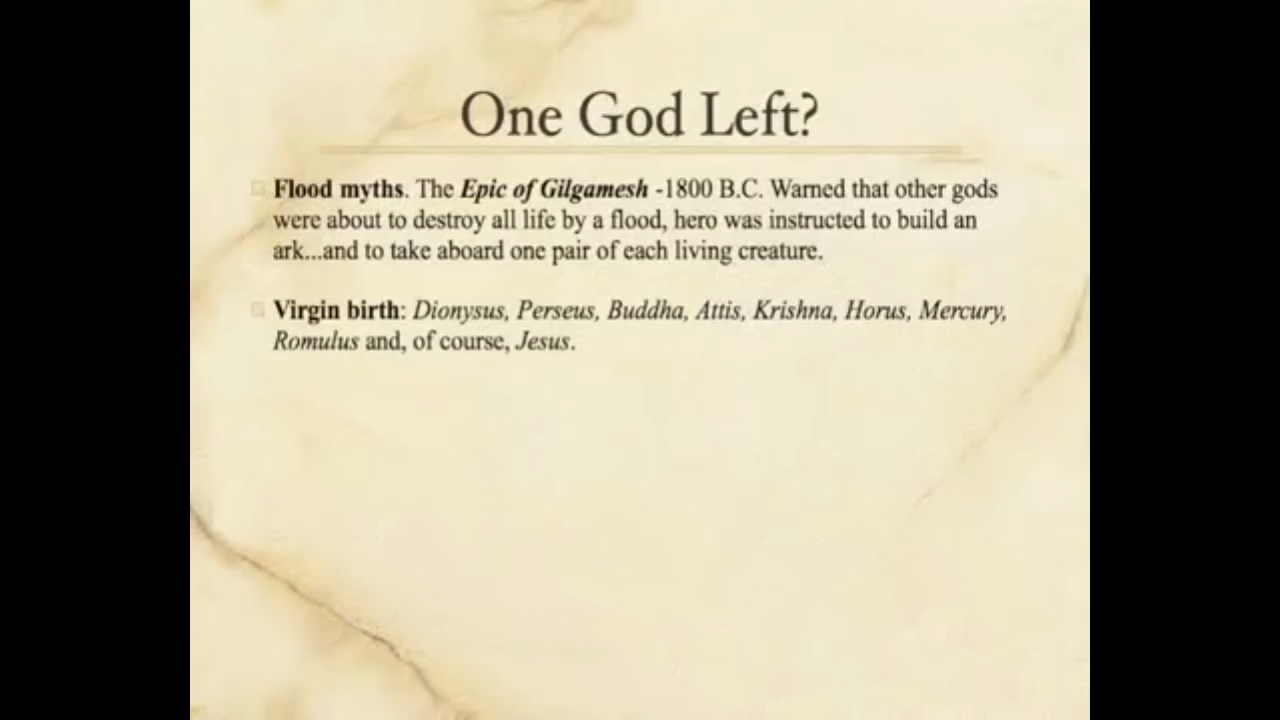 One God Left?
Flood myths. The Epic of Gilgamesh -1800 B.C. Warned that other gods
were about to destroy all life by a flood, hero was instructed to build an
ark...and to take aboard one pair of each living creature.
Virgin birth: Dionysus, Perseus, Buddha, Attis, Krishna, Horus, Mercury,
Romulus and, of course, Jesus.